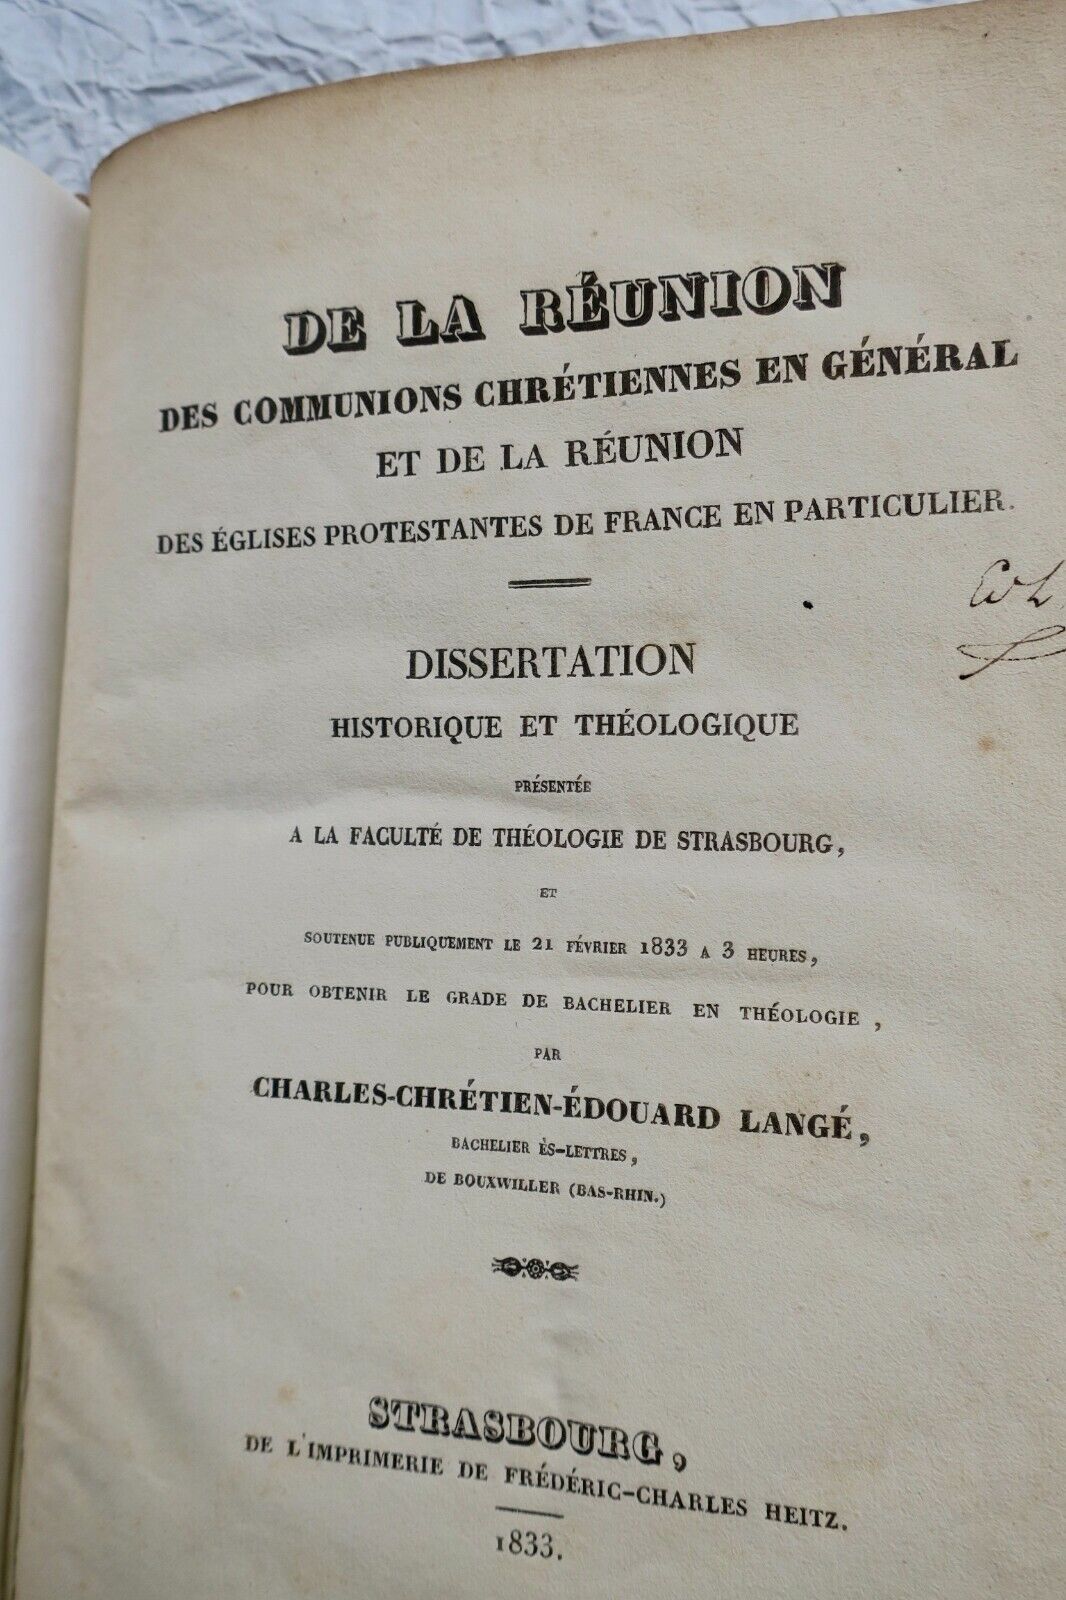 DE LA RÉUNION
DES COMMUNIONS CHRÉTIENNES EN GÉNÉRAL
ET DE LA RÉUNION
DES ÉGLISES PROTESTANTES DE FRANCE EN PARTICULIER.
DISSERTATION
HISTORIQUE ET THÉOLOGIQUE
PRÉSENTÉE
A LA FACULTÉ DE THÉOLOGIE DE STRASBOURG,
ET
SOUTENUE PUBLIQUEMENT LE 21 FÉVRIER 1833 A 3 HEURES,
POUR OBTENIR LE GRADE DE BACHELIER EN THÉOLOGIE,
PAR
CHARLES-CHRÉTIEN-ÉDOUARD LANGÉ,
BACHELIER ÈS-LETTRES,
DE BOUXWILLER (BAS-RHIN.)
STRASBOURG,
DE L'IMPRIMERIE DE FRÉDÉRIC-CHARLES HEITZ.
1833.